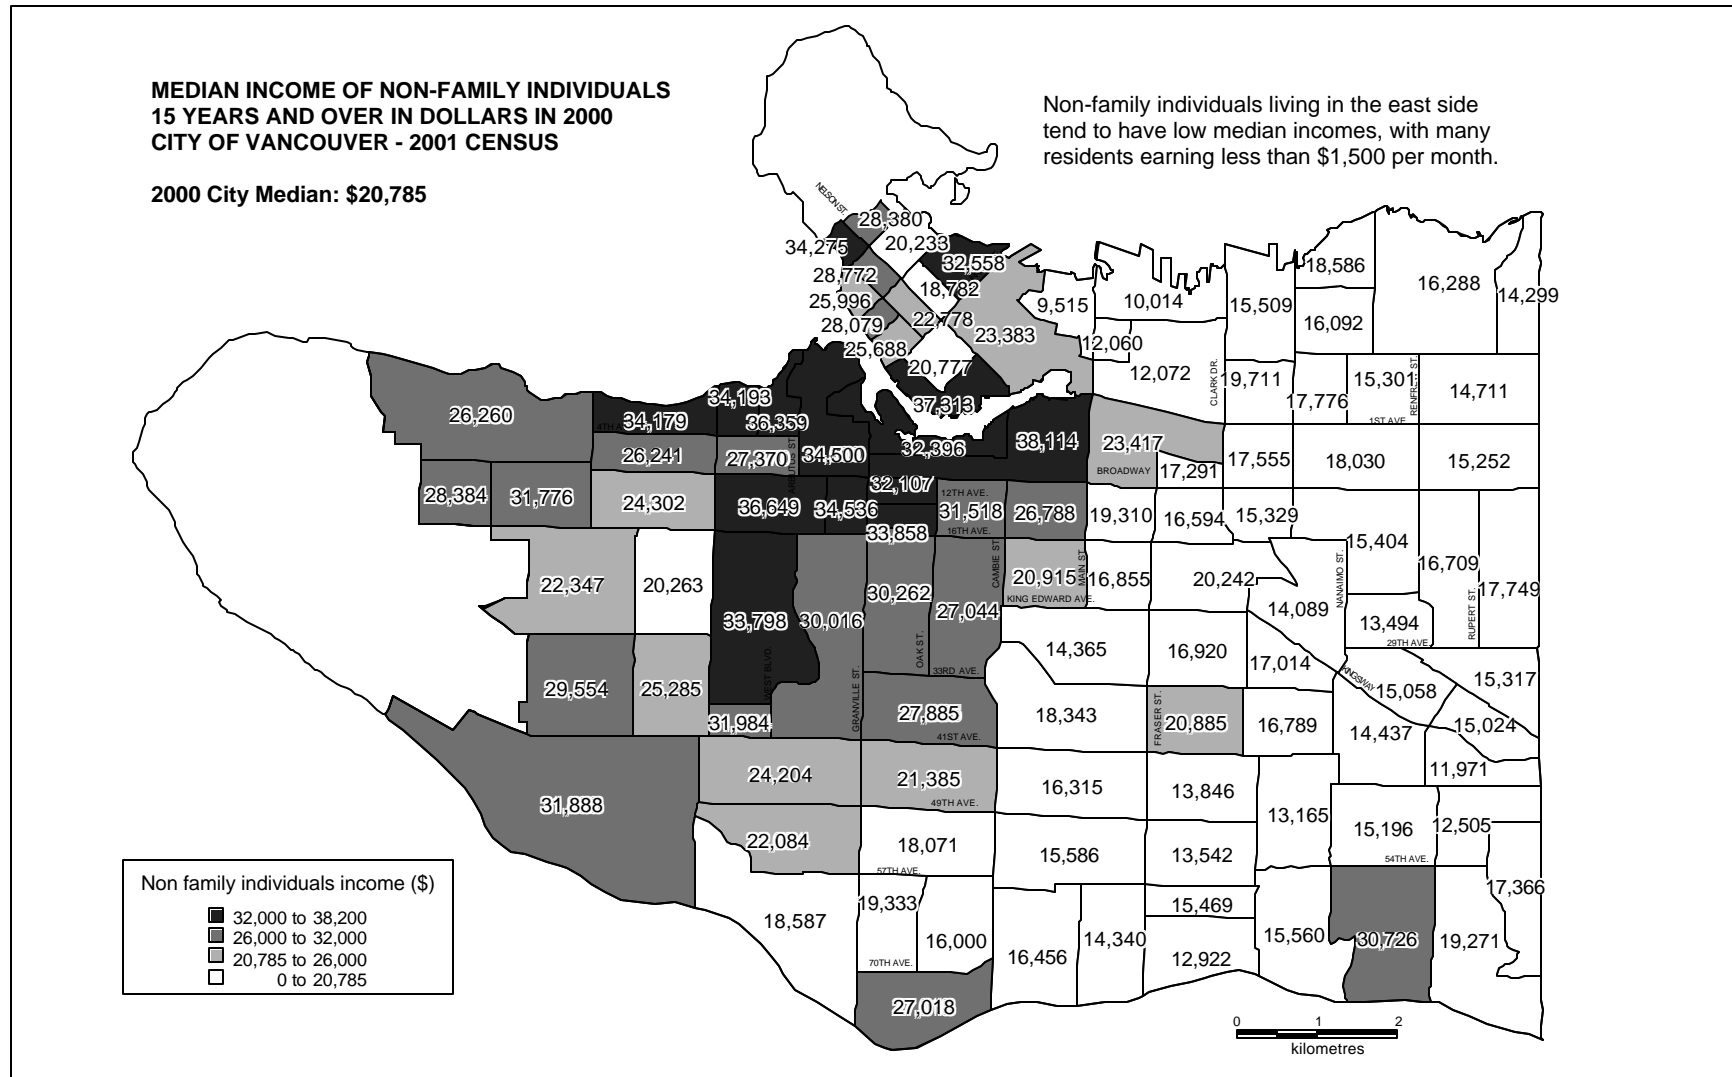 MEDIAN INCOME OF NON-FAMILY INDIVIDUALS
15 YEARS AND OVER IN DOLLARS IN 2000
CITY OF VANCOUVER - 2001 CENSUS
2000 City Median: $20,785
Non-family individuals living in the east side
tend to have low median incomes, with many
residents earning less than $1,500 per month.
NELSON ST.
28,380
34,275
20,233
32,558
28,772
18,782
25,996
22,778
28,079
23,383
25,688
20,777
37,313
9,515
10,014
15,509
18,586
16,288
14,299
16,092
12,060
12,072
CLARK DR.
19,711
17,776
15,301
RENFREW ST.
14,711
1ST AVE.
26,260
34,179
4TH AVE.
34,193
36,359
26,241
27,370
ARBUTUS ST.
34,500
32,396
38,114
23,417
BROADWAY
17,291
17,555
18,030
15,252
28,384
31,776
24,302
36,649
34,536
32,107
12TH AVE.
31,518
16TH AVE.
26,788
19,310
16,594
15,329
33,858
15,404
16,709
17,749
22,347
20,263
33,798
30,016
30,262
27,044
CAMBIE ST.
20,915
MAIN ST.
KING EDWARD AVE.
16,855
20,242
14,089
NANAIMO ST.
13,494
29TH AVE.
RUPERT ST.
14,365
16,920
17,014
KINGSWAY
15,058
15,317
OAK ST.
33RD AVE.
29,554
25,285
WEST BLVD.
31,984
GRANVILLE ST.
27,885
41ST AVE.
18,343
FRASER ST.
20,885
16,789
14,437
15,024
11,971
31,888
24,204
21,385
49TH AVE.
16,315
13,846
13,165
15,196
54TH AVE.
12,505
22,084
18,071
57TH AVE.
15,586
13,542
17,366
18,587
19,333
16,000
70TH AVE.
16,456
14,340
15,469
12,922
15,560
30,726
19,271
27,018
Non family individuals income ($)
32,000 to 38,200
26,000 to 32,000
20,785 to 26,000
0 to 20,785
0 1 2
kilometres